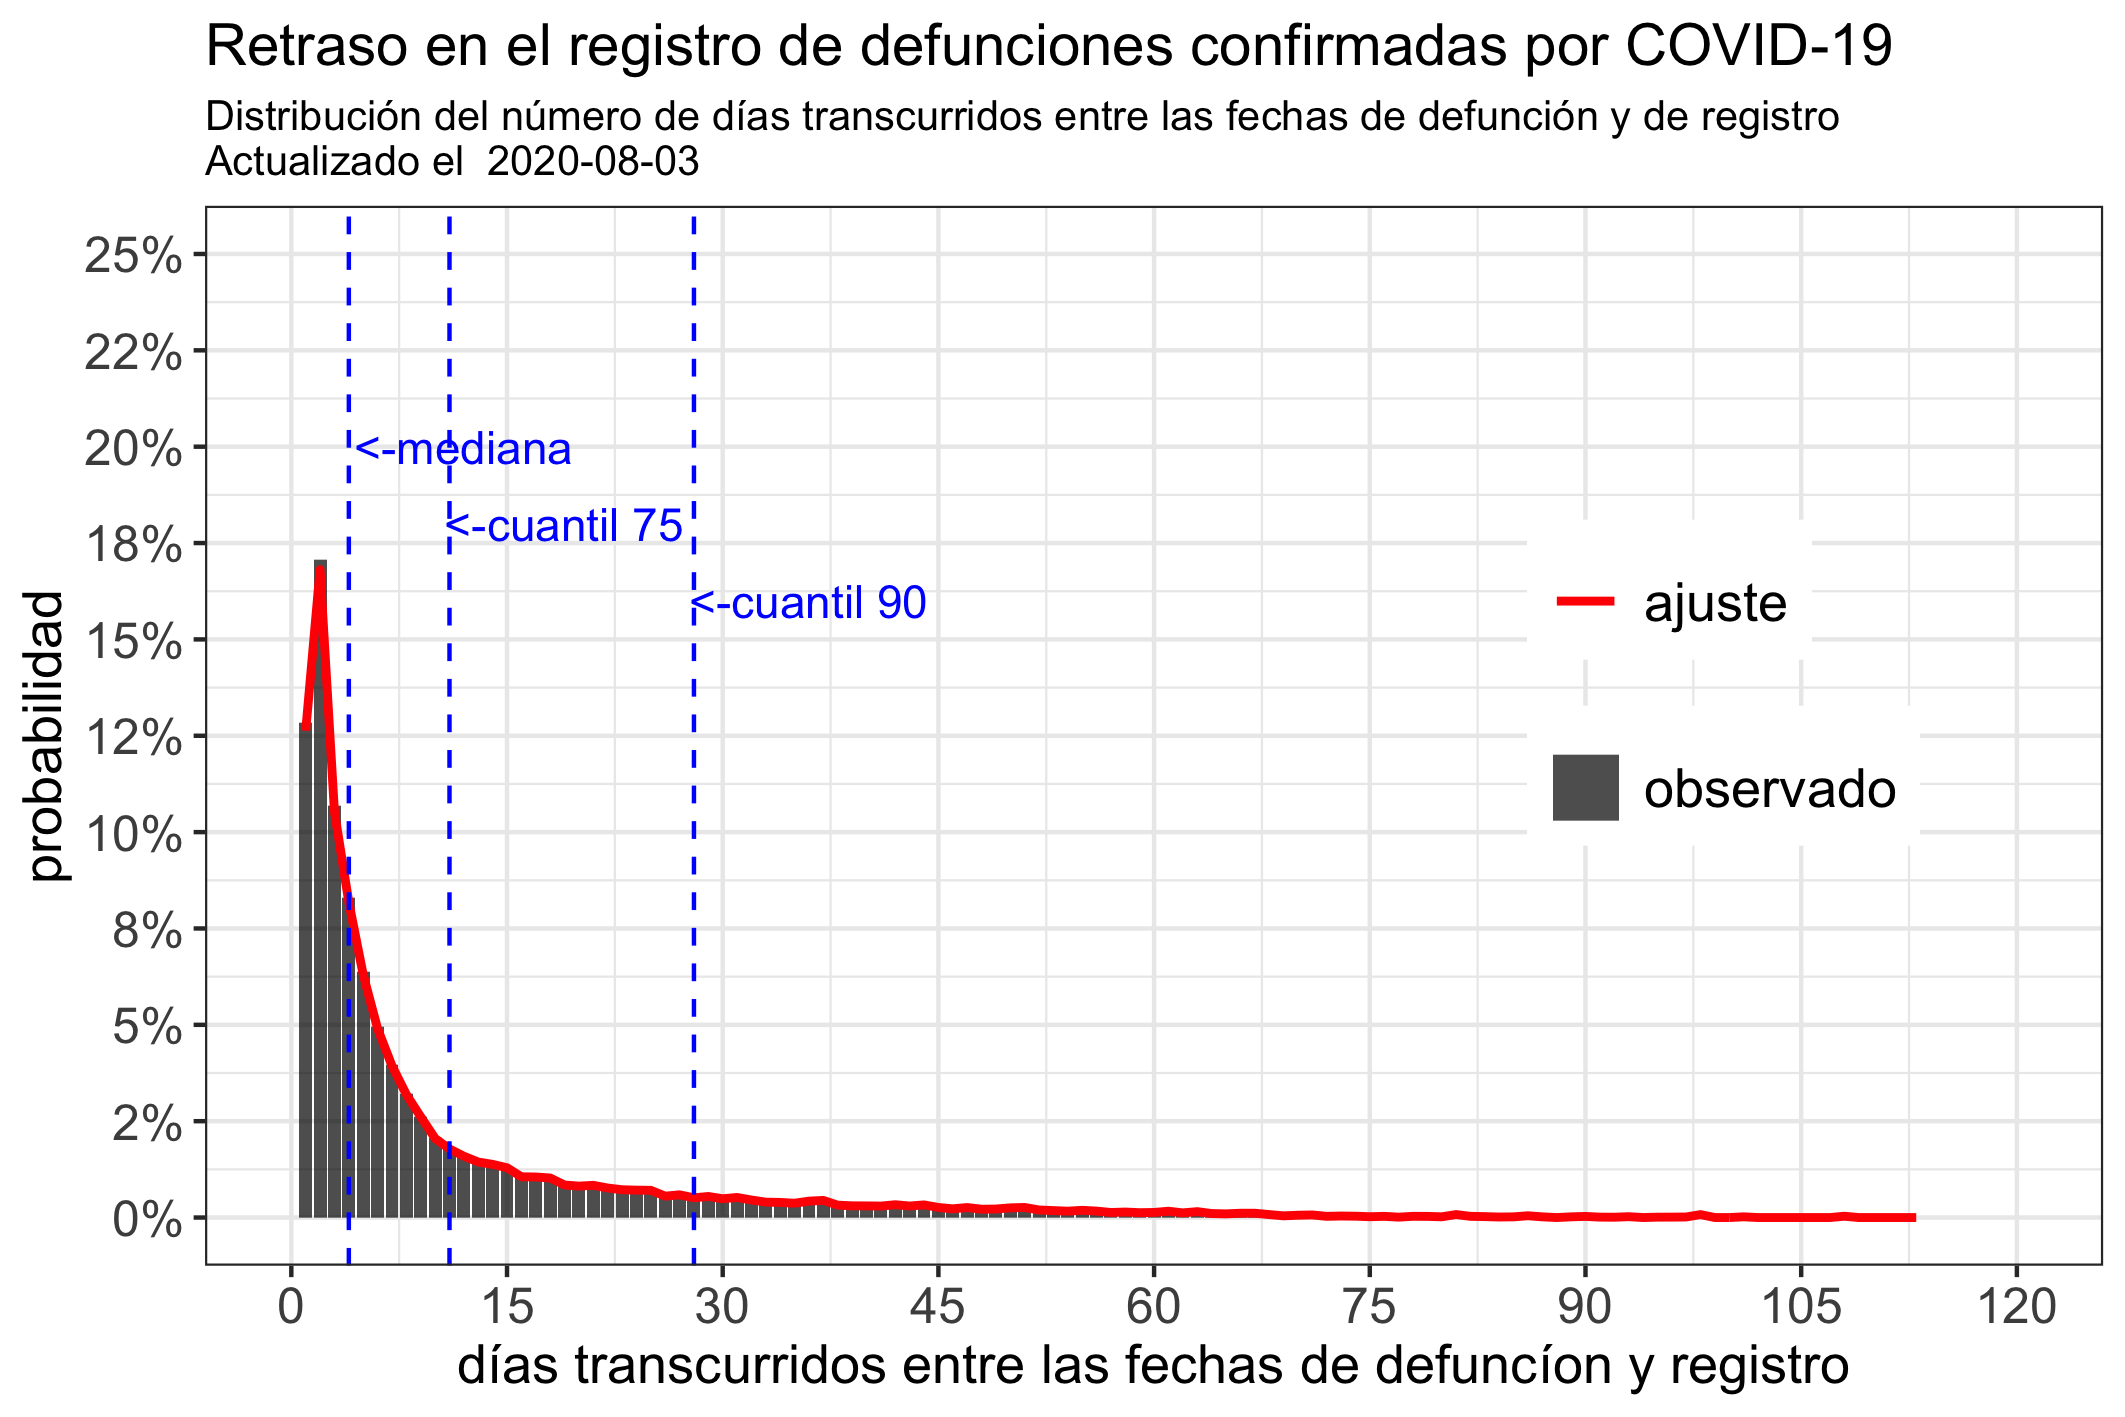 Retraso en el registro de defunciones confirmadas por COVID-19
Distribución del número de días transcurridos entre las fechas de defunción y de registro
Actualizado el  2020-08-03
25%
22%
20%
18%
15%
12%
10%
8%
5%
2%
0%
probabilidad
<-mediana
<-cuantil 75
<-cuantil 90
ajuste
observado
0 15 30 45 60 75 90 105 120
días transcurridos entre las fechas de defuncíon y registro